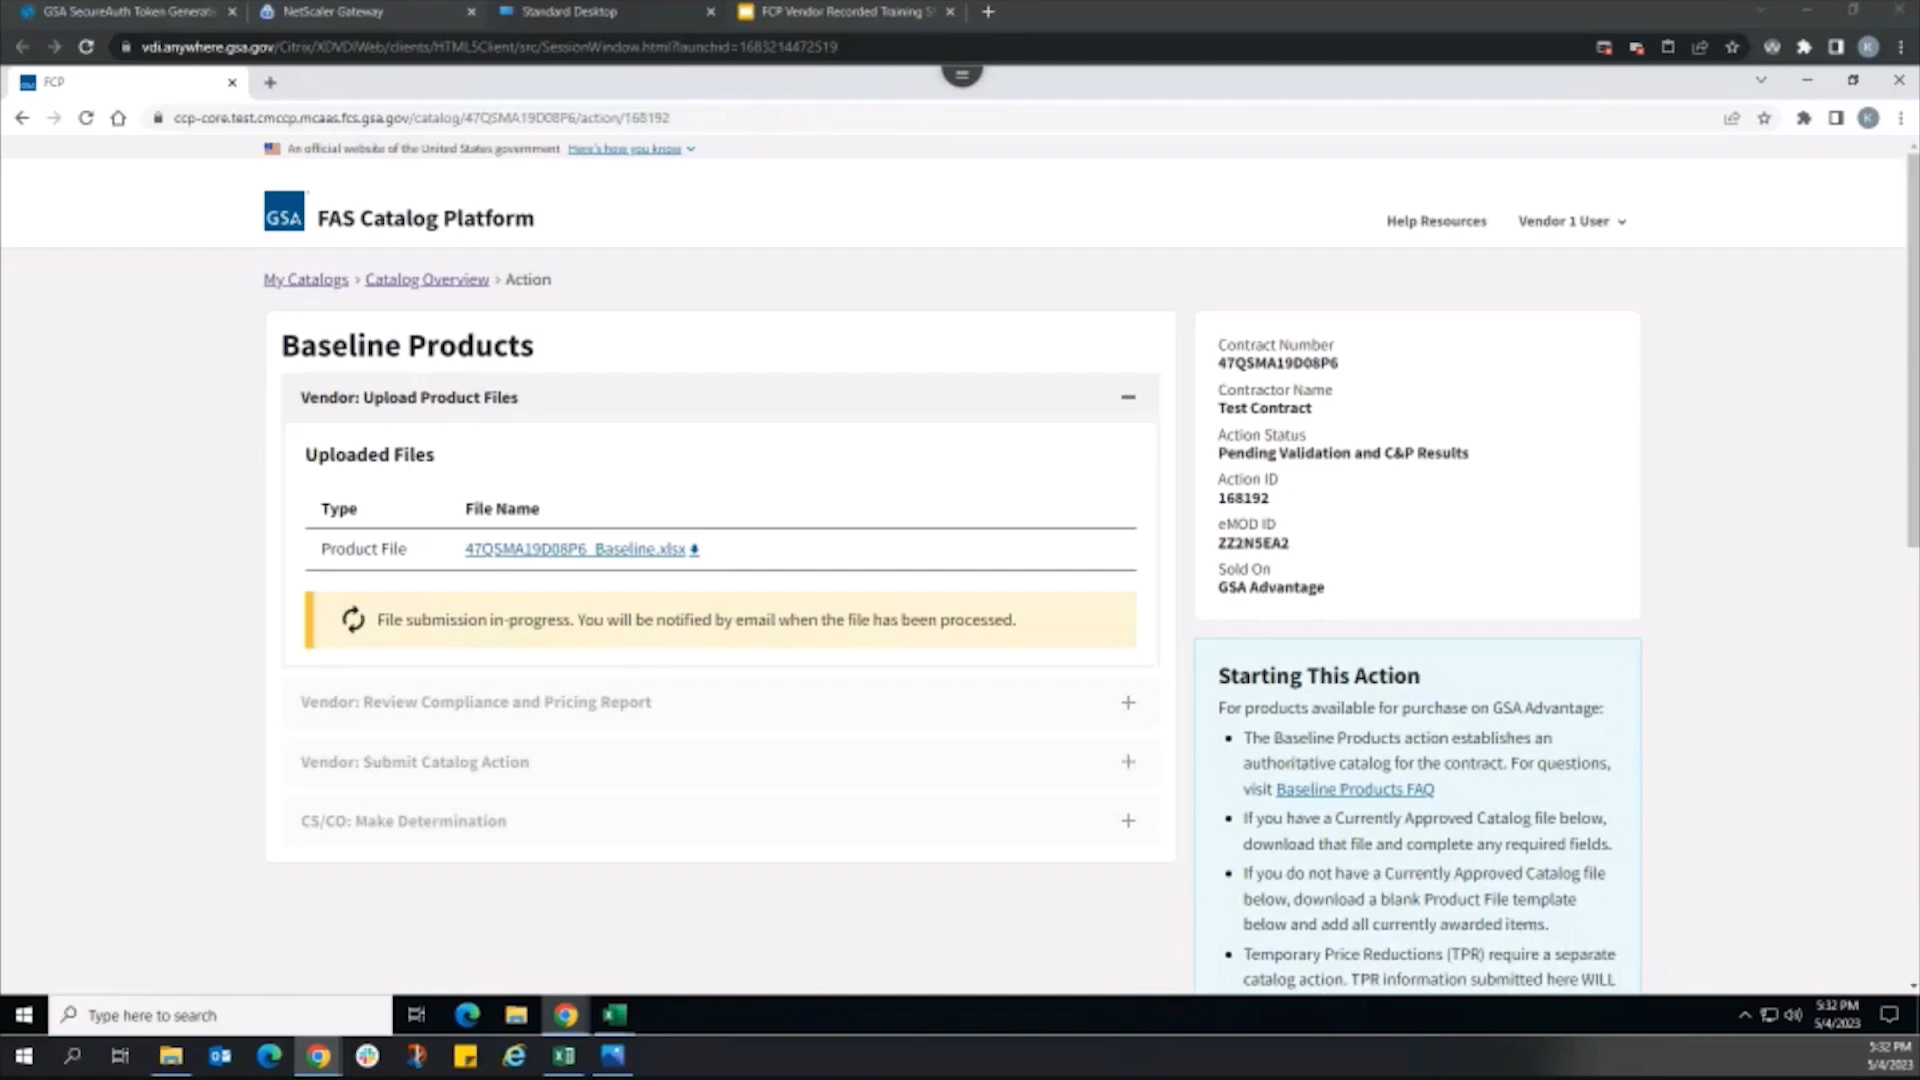 GSA SecureAuth Token Generati
NetScaler Gateway
Standard Desktop
FCP Vendor Recorded Training S
vdi.anywhere.gsa.gov/Citrix/XDVDIWeb/clients/HTML5Client/src/SessionWindow.html?launchid=1683214472519
FCP
ccp-core.test.cmccp.mcaas.fcs.gsa.gov/catalog/47QSMA19D08P6/action/168192
An official website of the United States government Here's how you know
GSA FAS Catalog Platform
Help Resources
Vendor 1 User
My Catalogs > Catalog Overview > Action
Baseline Products
Vendor: Upload Product Files
Uploaded Files
Type File Name
Product File 47QSMA19D08P6_Baseline.xlsx
File submission in-progress. You will be notified by email when the file has been processed.
Vendor: Review Compliance and Pricing Report
Vendor: Submit Catalog Action
CS/CO: Make Determination
Contract Number
47QSMA19D08P6
Contractor Name
Test Contract
Action Status
Pending Validation and C&P Results
Action ID
168192
eMOD ID
ZZ2N5EA2
Sold On
GSA Advantage
Starting This Action
For products available for purchase on GSA Advantage:
• The Baseline Products action establishes an
authoritative catalog for the contract. For questions,
visit Baseline Products FAQ
• If you have a Currently Approved Catalog file below,
download that file and complete any required fields.
• If you do not have a Currently Approved Catalog file
below, download a blank Product File template
below and add all currently awarded items.
• Temporary Price Reductions (TPR) require a separate
catalog action. TPR information submitted here WILL
Type here to search
5:32 PM
5/4/2023
5:32 PM
5/4/2023